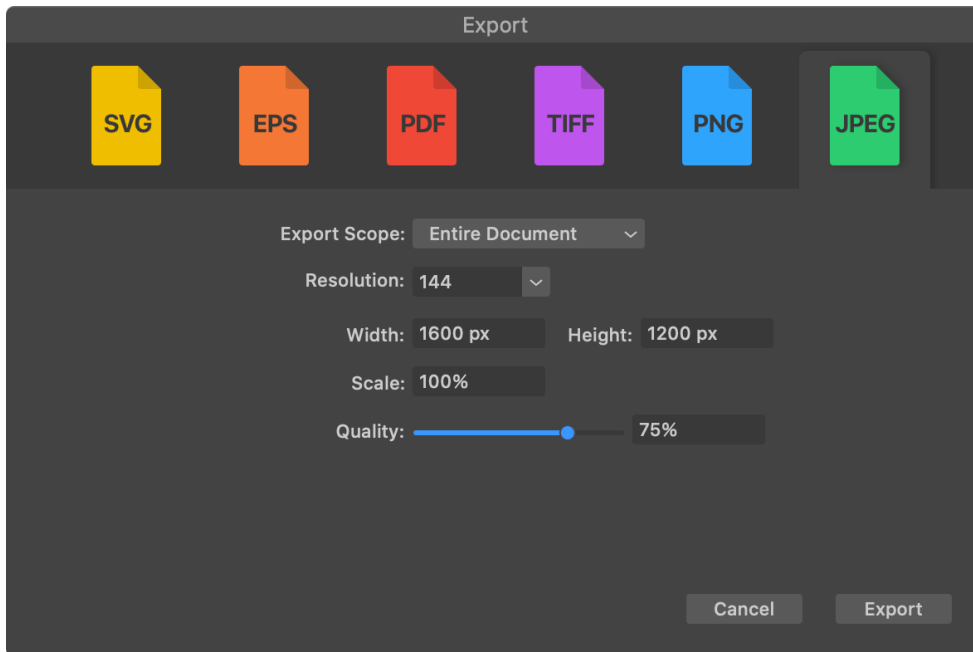 Export
SVG EPS PDF TIFF PNG JPEG
Export Scope: Entire Document
Resolution: 144
Width: 1600 px Height: 1200 px
Scale: 100%
Quality: 75%
Cancel Export